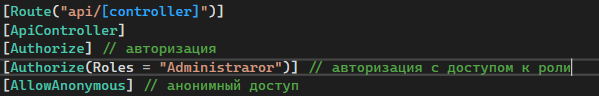 [Route("api/[controller]")]
[ApiController]
[Authorize] // авторизация
[Authorize(Roles = "Administraror")] // авторизация с доступом к роли
[AllowAnonymous] // анонимный доступ